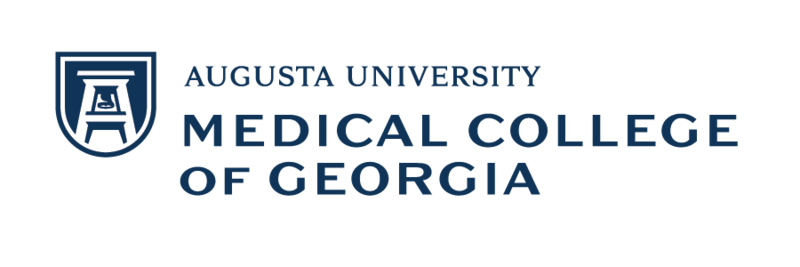 AUGUSTA UNIVERSITY
MEDICAL COLLEGE
OF GEORGIA